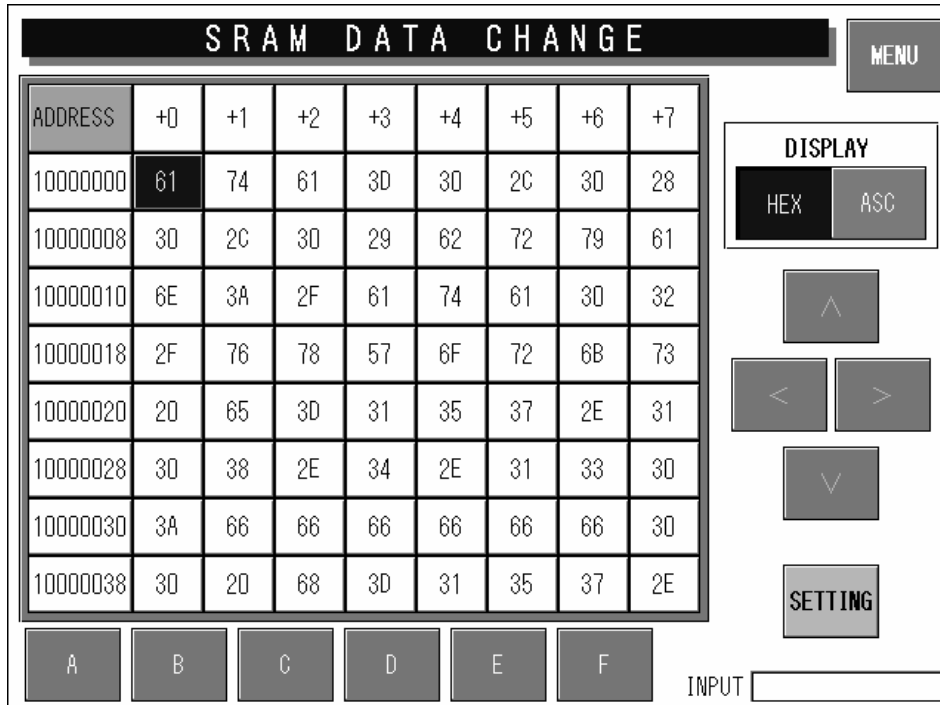 SRAM DATA CHANGE
MENU
ADDRESS +0 +1 +2 +3 +4 +5 +6 +7
10000000 61 74 61 3D 30 2C 30 28
10000008 30 2C 30 29 62 72 79 61
10000010 6E 3A 2F 61 74 61 30 32
10000018 2F 76 78 57 6F 72 6B 73
10000020 20 65 3D 31 35 37 2E 31
10000028 30 38 2E 34 2E 31 33 30
10000030 3A 66 66 66 66 66 66 30
10000038 30 20 68 3D 31 35 37 2E
DISPLAY
HEX ASC
^
< >
V
SETTING
A B C D E F
INPUT